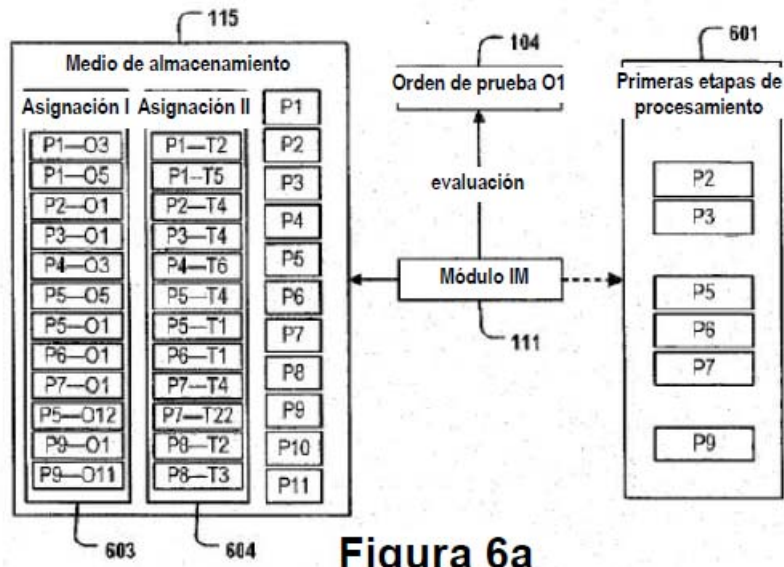 115
Medio de almacenamiento
Asignación I
P1—O3
P1—O5
P2—O1
P3—O1
P4—O3
P5—O5
P5—O1
P6—O1
P7—O1
P5—O12
P9—O1
P9—O11
603
Asignación II
P1—T2
P1—T5
P2—T4
P3—T4
P4—T6
P5—T4
P5—T1
P6—T1
P7—T4
P7—T22
P8—T2
P8—T3
604
P1
P2
P3
P4
P5
P6
P7
P8
P9
P10
P11
104
Orden de prueba O1
evaluación
Módulo IM
111
601
Primeras etapas de
procesamiento
P2
P3
P5
P6
P7
P9
Figura 6a